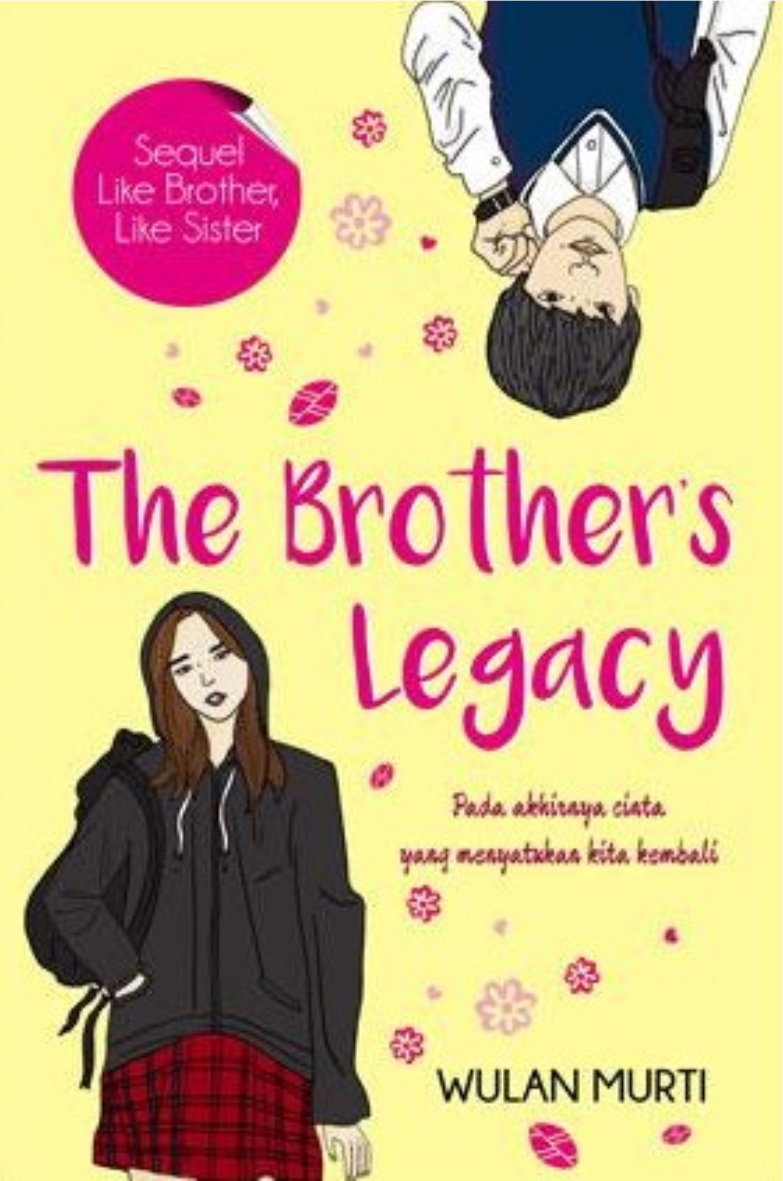 Sequel
Like Brother,
Like Sister
The Brother's
Legacy
Pada akhirnya cinta
yang menyatukan kita kembali
WULAN MURTI